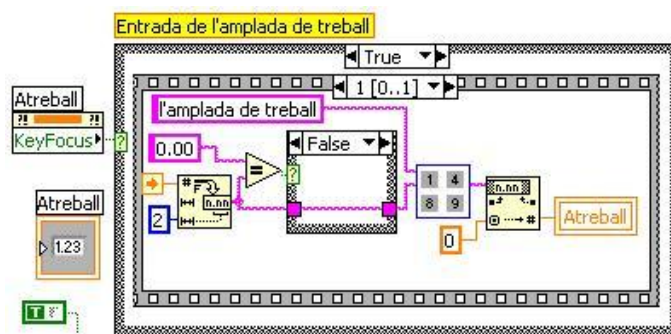 Entrada de l'amplada de treball
True
1 [0..1]
Atreball
KeyFocus
?
l'amplada de treball
0.00
False
=
?
#
n.nn
2
1 4
8 9
n.nn
#
0
Atreball
Atreball
1.23
T